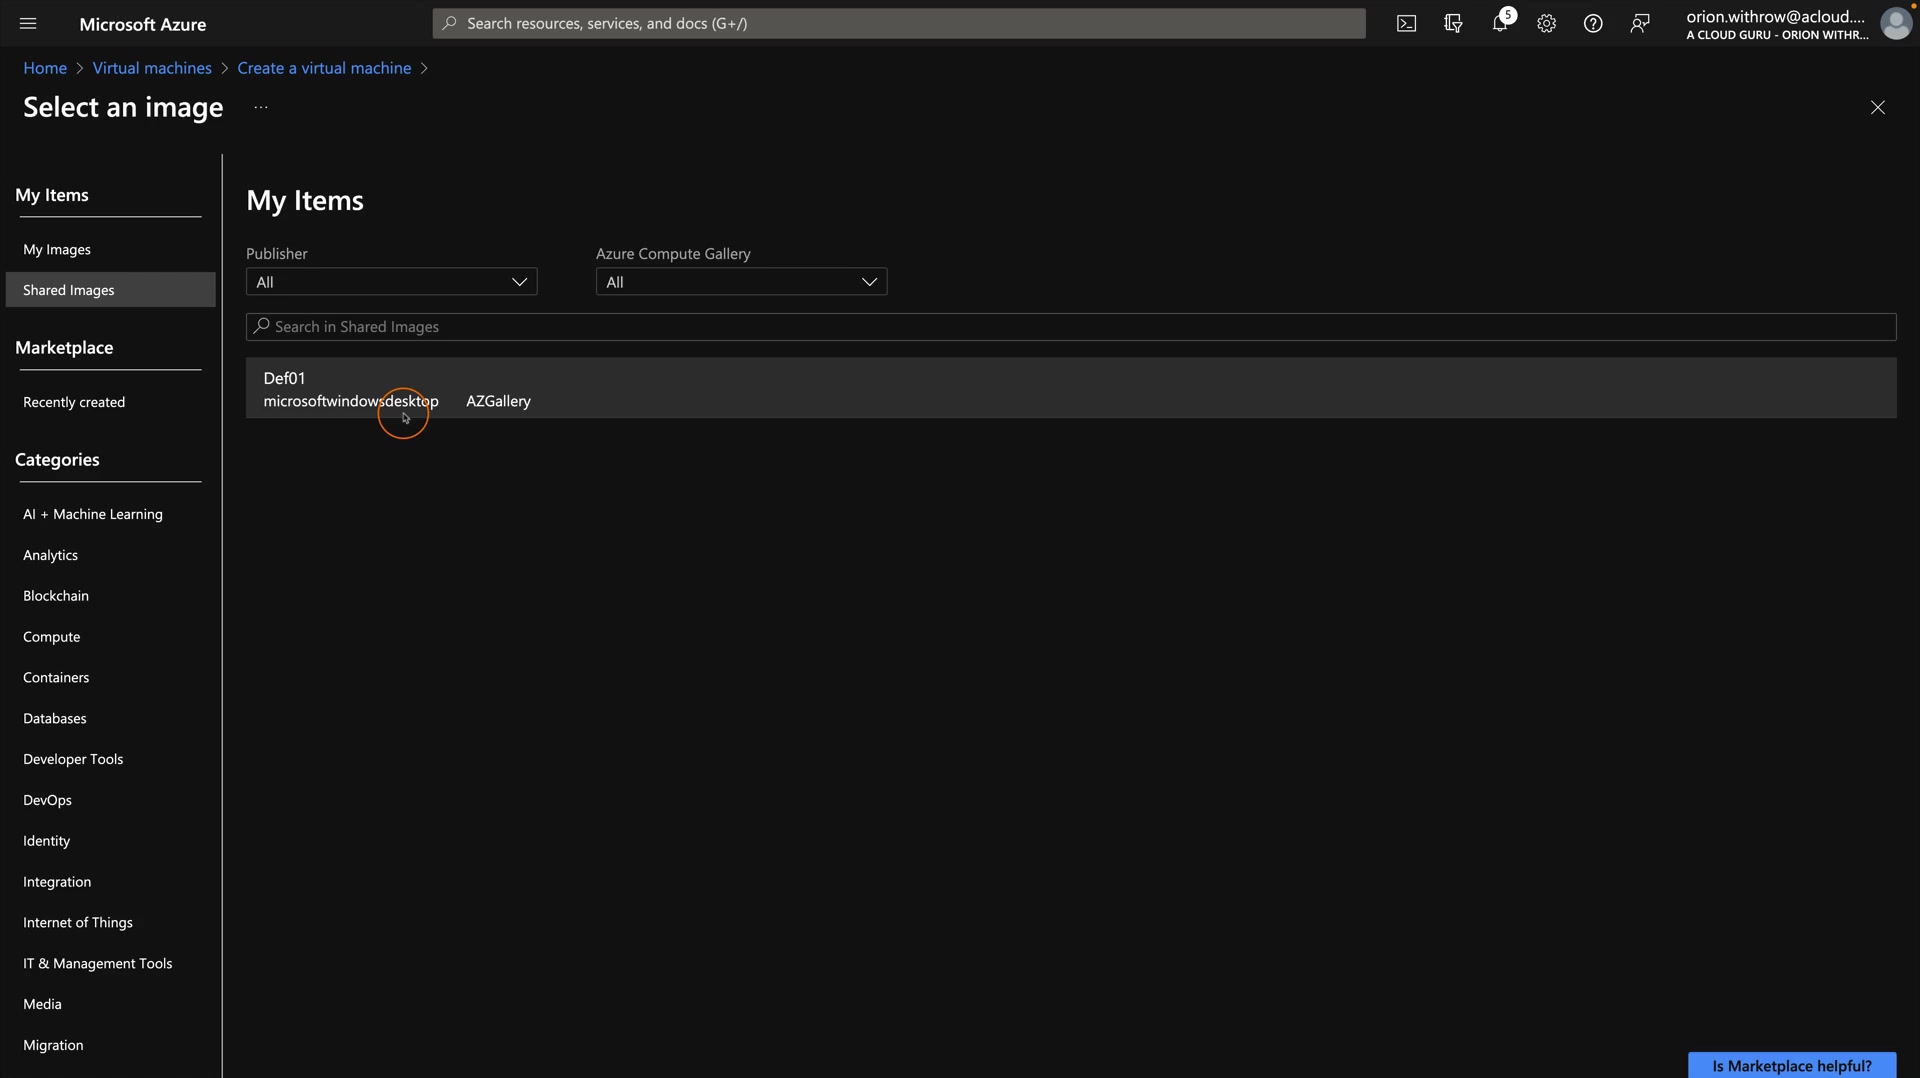 Microsoft Azure
Search resources, services, and docs (G+/)
5
orion.withrow@acloud....
A CLOUD GURU - ORION WITHR...
Home > Virtual machines > Create a virtual machine >
Select an image ...
My Items
My Images
Shared Images
Marketplace
Recently created
Categories
AI + Machine Learning
Analytics
Blockchain
Compute
Containers
Databases
Developer Tools
DevOps
Identity
Integration
Internet of Things
IT & Management Tools
Media
Migration
My Items
Publisher
All
Azure Compute Gallery
All
Search in Shared Images
Def01
microsoftwindowsdesktop AZGallery
Is Marketplace helpful?